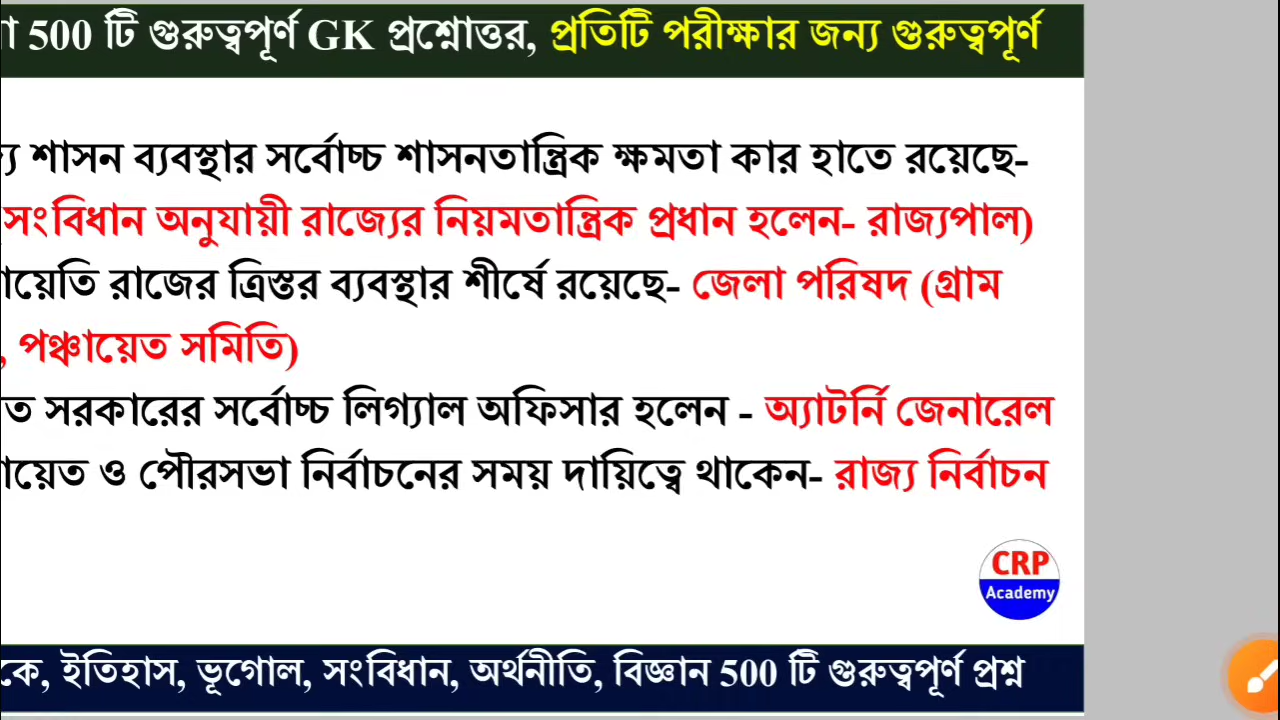 500 টি গুরুত্বপূর্ণ GK প্রশ্নোত্তর, প্রতিটি পরীক্ষার জন্য গুরুত্বপূর্ণ
শাসন ব্যবস্থার সর্বোচ্চ শাসনতান্ত্রিক ক্ষমতা কার হাতে রয়েছে-
সংবিধান অনুযায়ী রাজ্যের নিয়মতান্ত্রিক প্রধান হলেন- রাজ্যপাল)
য়েতি রাজের ত্রিস্তর ব্যবস্থার শীর্ষে রয়েছে- জেলা পরিষদ (গ্রাম
, পঞ্চায়েত সমিতি)
ত সরকারের সর্বোচ্চ লিগ্যাল অফিসার হলেন - অ্যাটর্নি জেনারেল
য়েত ও পৌরসভা নির্বাচনের সময় দায়িত্বে থাকেন- রাজ্য নির্বাচন
CRP
Academy
কে, ইতিহাস, ভূগোল, সংবিধান, অর্থনীতি, বিজ্ঞান 500 টি গুরুত্বপূর্ণ প্রশ্ন